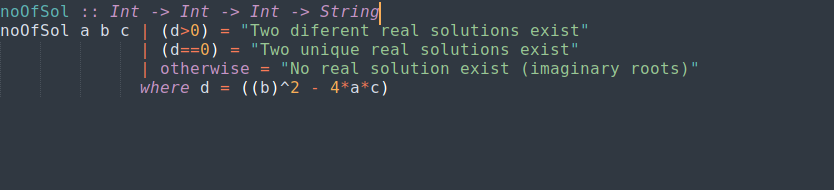 noOfSol :: Int -> Int -> Int -> String
noOfSol a b c | (d>0) = "Two diferent real solutions exist"
| (d==0) = "Two unique real solutions exist"
| otherwise = "No real solution exist (imaginary roots)"
where d = ((b)^2 - 4*a*c)